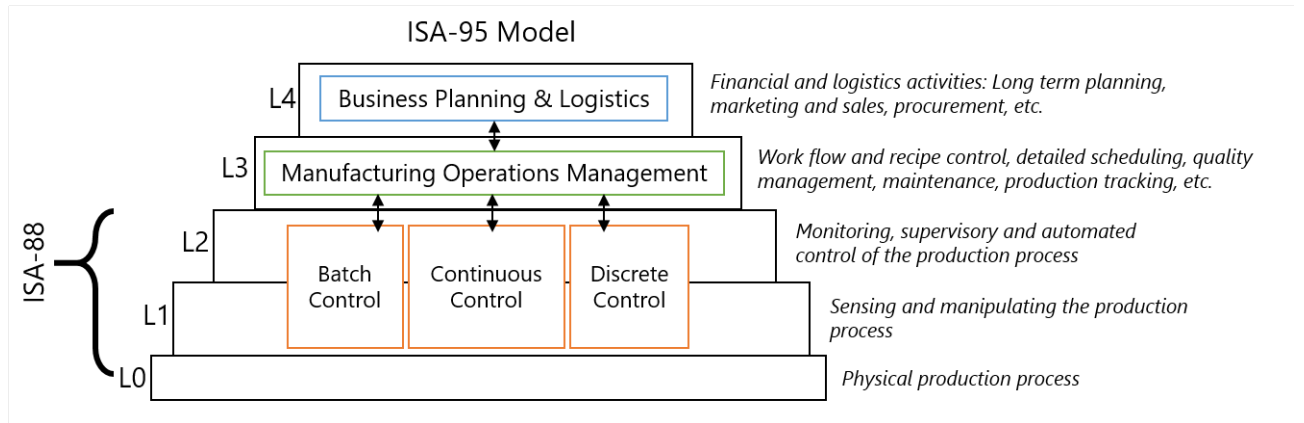 ISA-95 Model
L4
Business Planning & Logistics
Financial and logistics activities: Long term planning,
marketing and sales, procurement, etc.
L3
Manufacturing Operations Management
Work flow and recipe control, detailed scheduling, quality
management, maintenance, production tracking, etc.
ISA-88
L2
Batch
Control
Continuous
Control
Discrete
Control
Monitoring, supervisory and automated
control of the production process
L1
Sensing and manipulating the production
process
L0
Physical production process